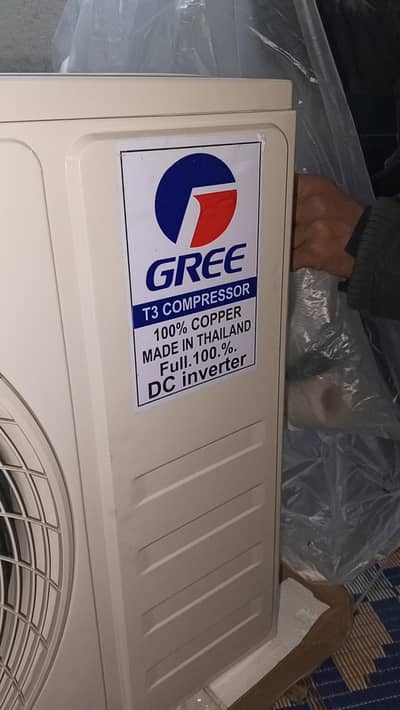 GREE
T3 COMPRESSOR
100% COPPER
MADE IN THAILAND
Full.100.%.
DC inverter